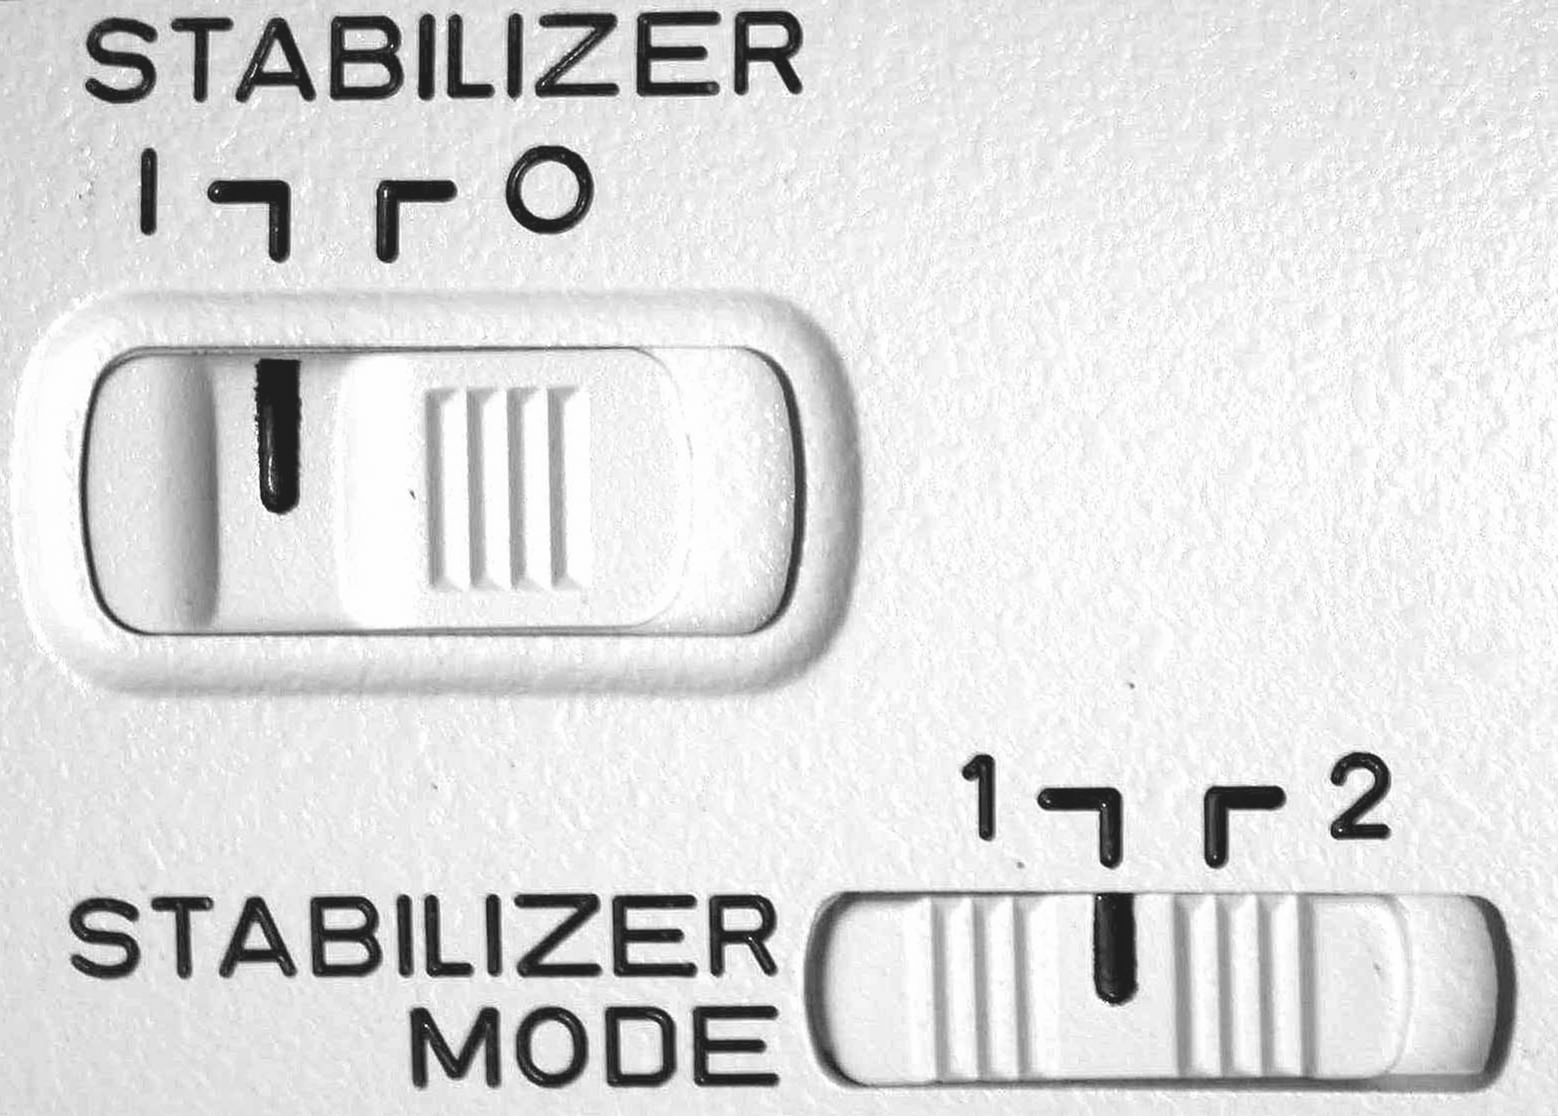 STABILIZER
I O
1 2
STABILIZER
MODE